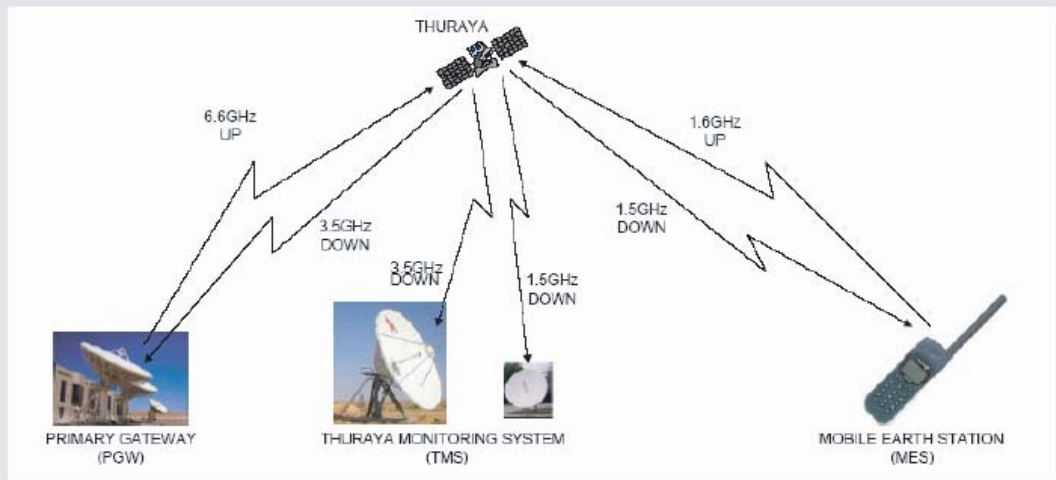 THURAYA
6.6GHz
UP
1.6GHz
UP
3.5GHz
DOWN
3.5GHz
DOWN
1.5GHz
DOWN
1.5GHz
DOWN
PRIMARY GATEWAY
(PGW)
THURAYA MONITORING SYSTEM
(TMS)
MOBILE EARTH STATION
(MES)